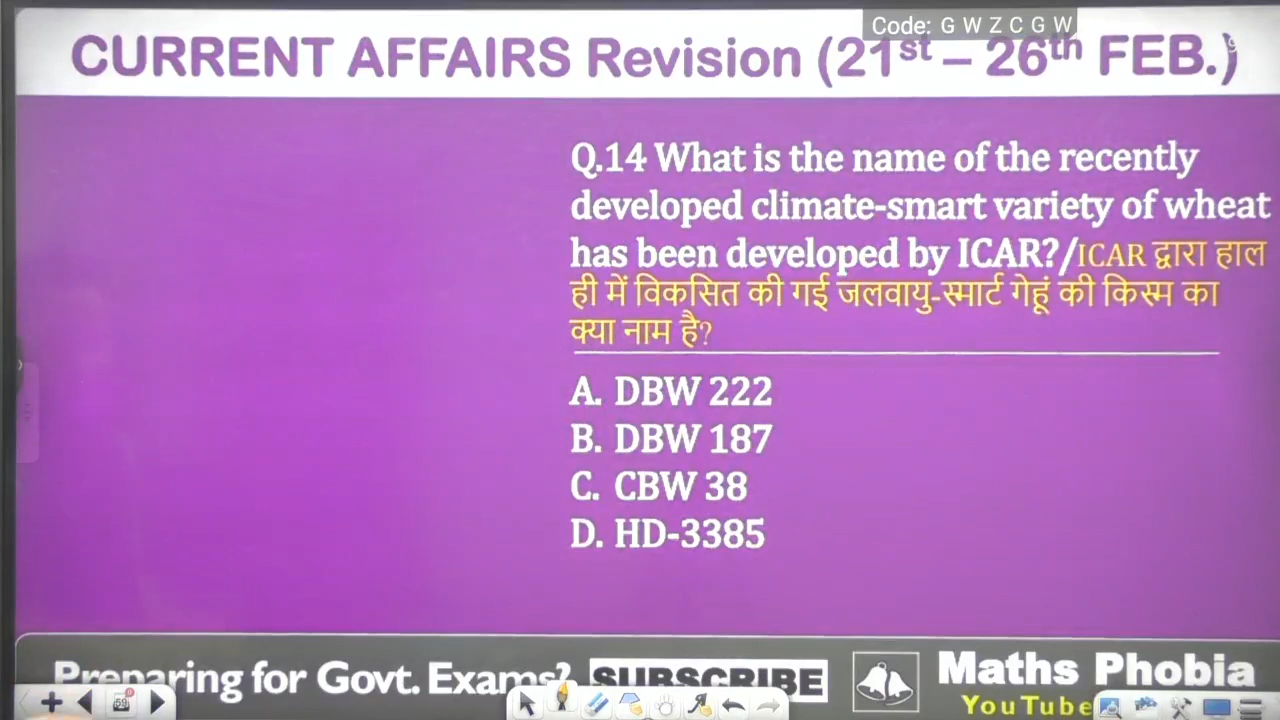 Code: G W Z C G W
CURRENT AFFAIRS Revision (21st – 26th FEB.)
Q.14 What is the name of the recently
developed climate-smart variety of wheat
has been developed by ICAR?/ICAR द्वारा हाल
ही में विकसित की गई जलवायु-स्मार्ट गेहूं की किस्म का
क्या नाम है?
A. DBW 222
B. DBW 187
C. CBW 38
D. HD-3385
Preparing for Govt. Exams? SUBSCRIBE
Maths Phobia
YouTube
59